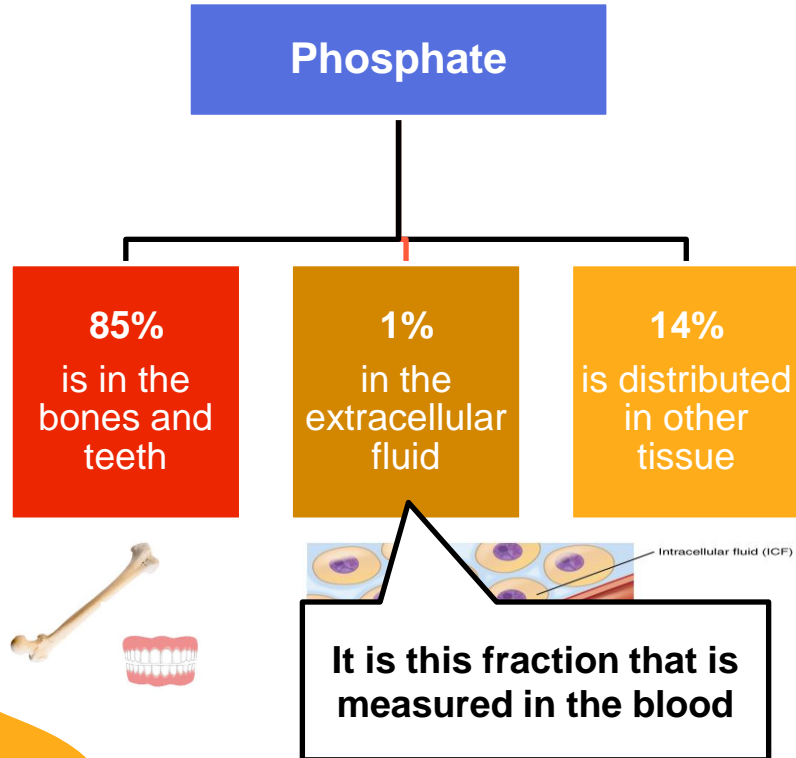 Phosphate
85%
is in the
bones and
teeth
1%
in the
extracellular
fluid
14%
is distributed
in other
tissue
Intracellular fluid (ICF)
It is this fraction that is
measured in the blood